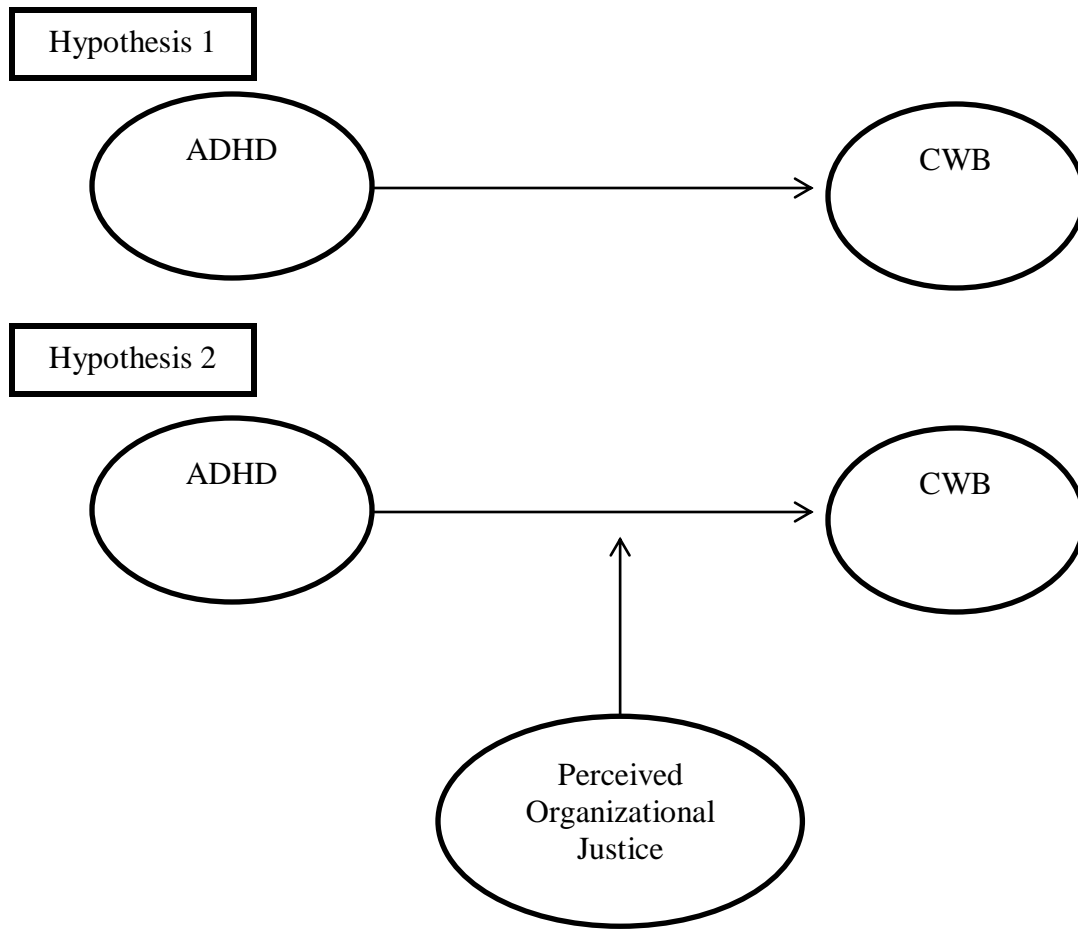 Hypothesis 1
ADHD
CWB
Hypothesis 2
ADHD
CWB
Perceived
Organizational
Justice